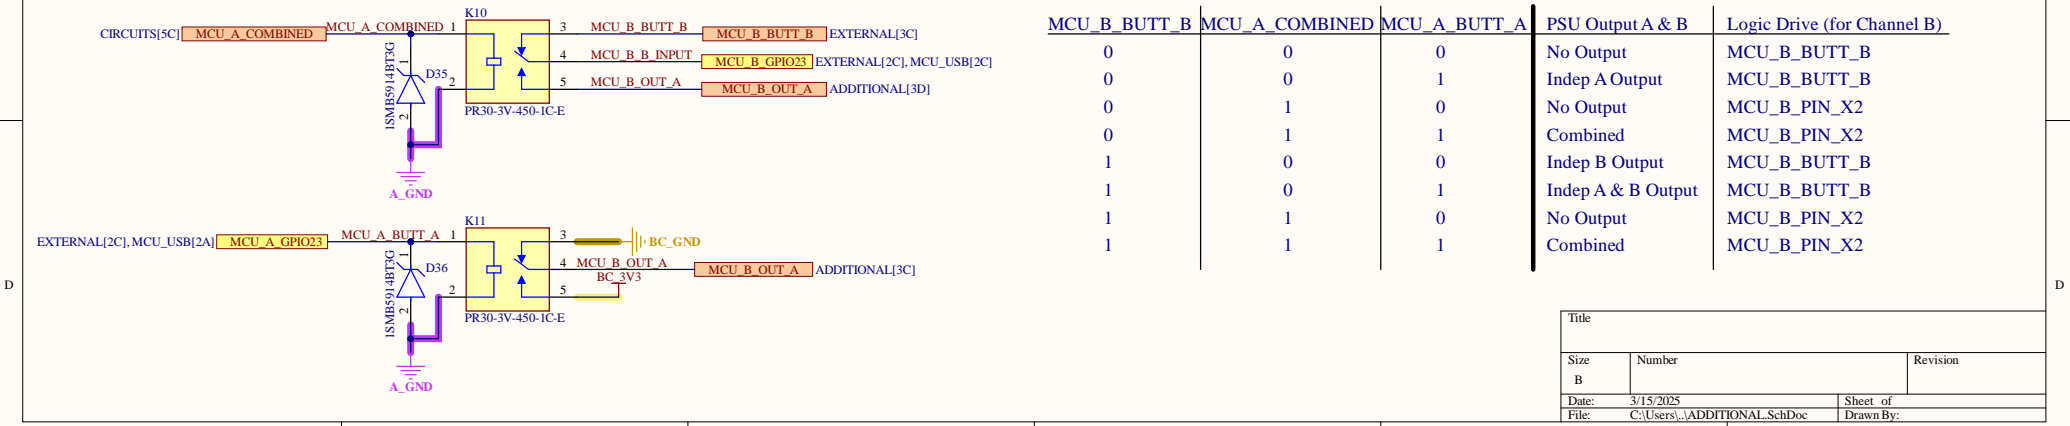 K10
CIRCUITS[5C] MCU_A_COMBINED MCU_A_COMBINED 1 3 MCU_B_BUTT_B MCU_B_BUTT_B EXTERNAL[3C]
4 MCU_B_B_INPUT MCU_B_GPIO23 EXTERNAL[2C], MCU_USB[2C]
1SMB5914BT3G 1 D35 2 5 MCU_B_OUT_A MCU_B_OUT_A ADDITIONAL[3D]
2 PR30-3V-450-1C-E
A_GND
K11
EXTERNAL[2C], MCU_USB[2A] MCU_A_GPIO23 MCU_A_BUTT_A 1 3 BC_GND
1SMB5914BT3G 1 D36 4 MCU_B_OUT_A MCU_B_OUT_A ADDITIONAL[3C]
BC_3V3
2 5
2 PR30-3V-450-1C-E
A_GND
MCU_B_BUTT_B MCU_A_COMBINED MCU_A_BUTT_A PSU Output A & B Logic Drive (for Channel B)
0 0 0 No Output MCU_B_BUTT_B
0 0 1 Indep A Output MCU_B_BUTT_B
0 1 0 No Output MCU_B_PIN_X2
0 1 1 Combined MCU_B_PIN_X2
1 0 0 Indep B Output MCU_B_BUTT_B
1 0 1 Indep A & B Output MCU_B_BUTT_B
1 1 0 No Output MCU_B_PIN_X2
1 1 1 Combined MCU_B_PIN_X2
D D
Title
Size Number Revision
B
Date: 3/15/2025 Sheet of
File: C:\Users\..\ADDITIONAL.SchDoc Drawn By: